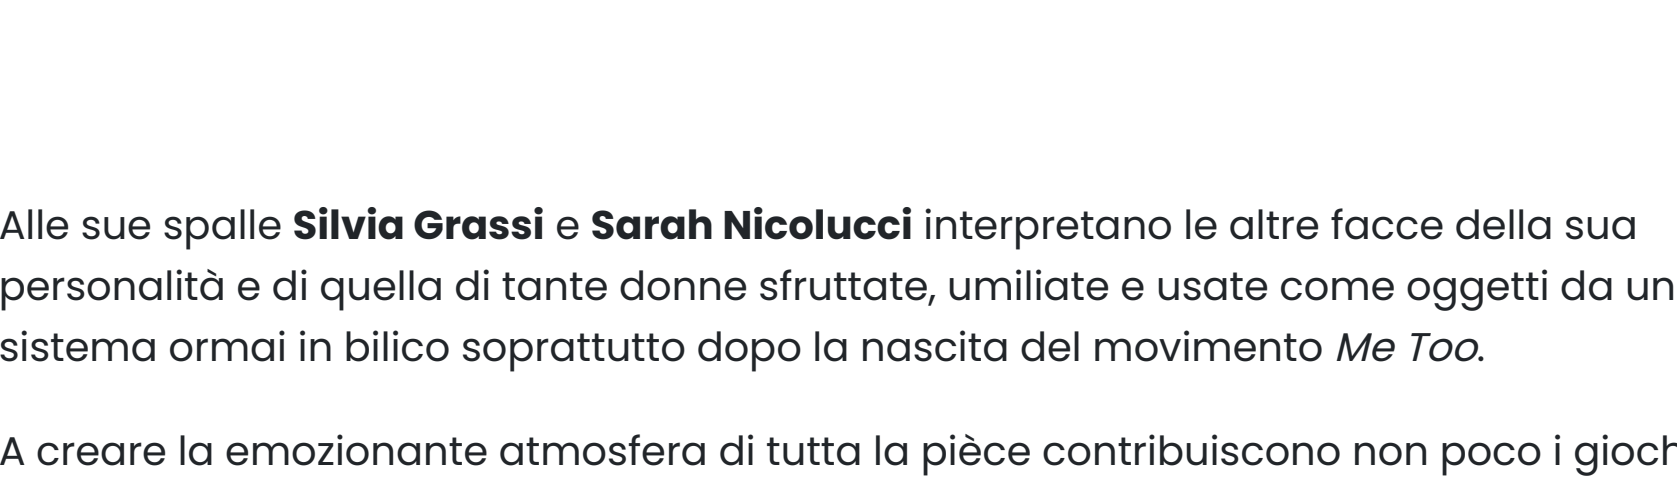 Alle sue spalle Silvia Grassi e Sarah Nicolucci interpretano le altre facce della sua
personalità e di quella di tante donne sfruttate, umiliate e usate come oggetti da un
sistema ormai in bilico soprattutto dopo la nascita del movimento Me Too.
A creare la emozionante atmosfera di tutta la pièce contribuiscono non poco i